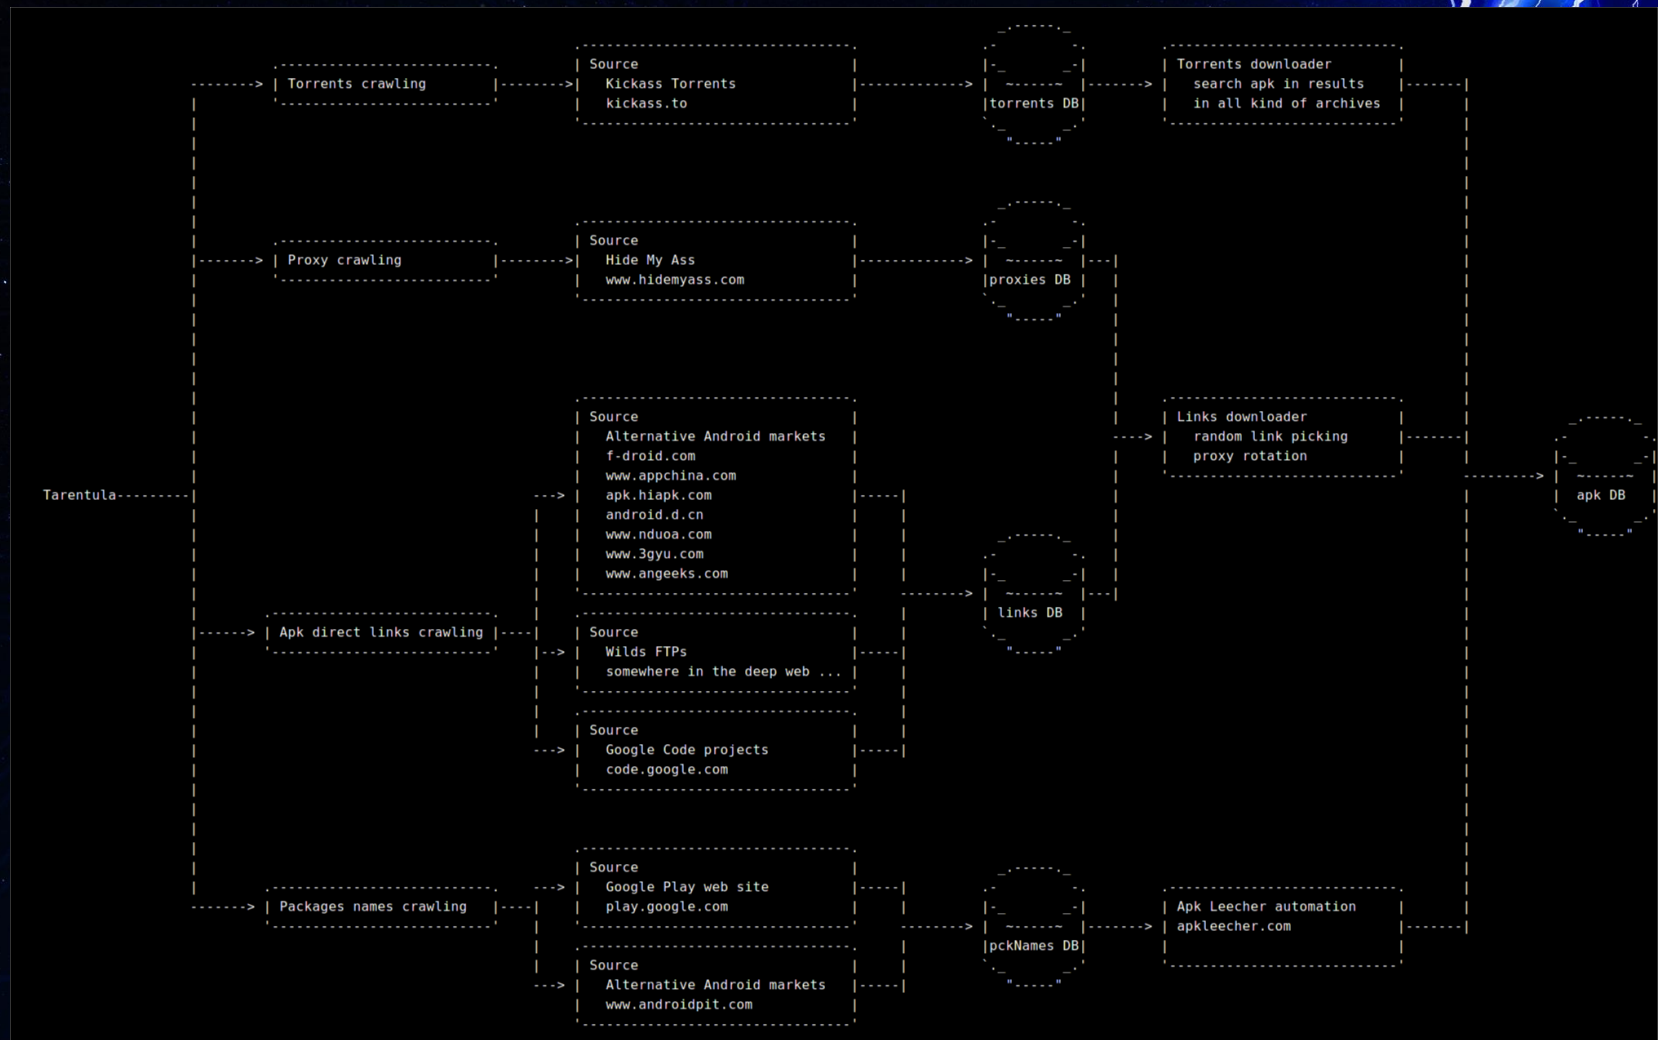 Source
Torrents crawling
Kickass Torrents
kickass.to
torrents DB
Torrents downloader
search apk in results
in all kind of archives
Proxy crawling
Source
Hide My Ass
www.hidemyass.com
proxies DB
Source
Alternative Android markets
f-droid.com
www.appchina.com
apk.hiapk.com
android.d.cn
www.nduoa.com
www.3gyu.com
www.angeeks.com
Links downloader
random link picking
proxy rotation
Tarentula
apk DB
links DB
Apk direct links crawling
Source
Wilds FTPs
somewhere in the deep web ...
Source
Google Code projects
code.google.com
Packages names crawling
Source
Google Play web site
play.google.com
pckNames DB
Apk Leecher automation
apkleecher.com
Source
Alternative Android markets
www.androidpit.com